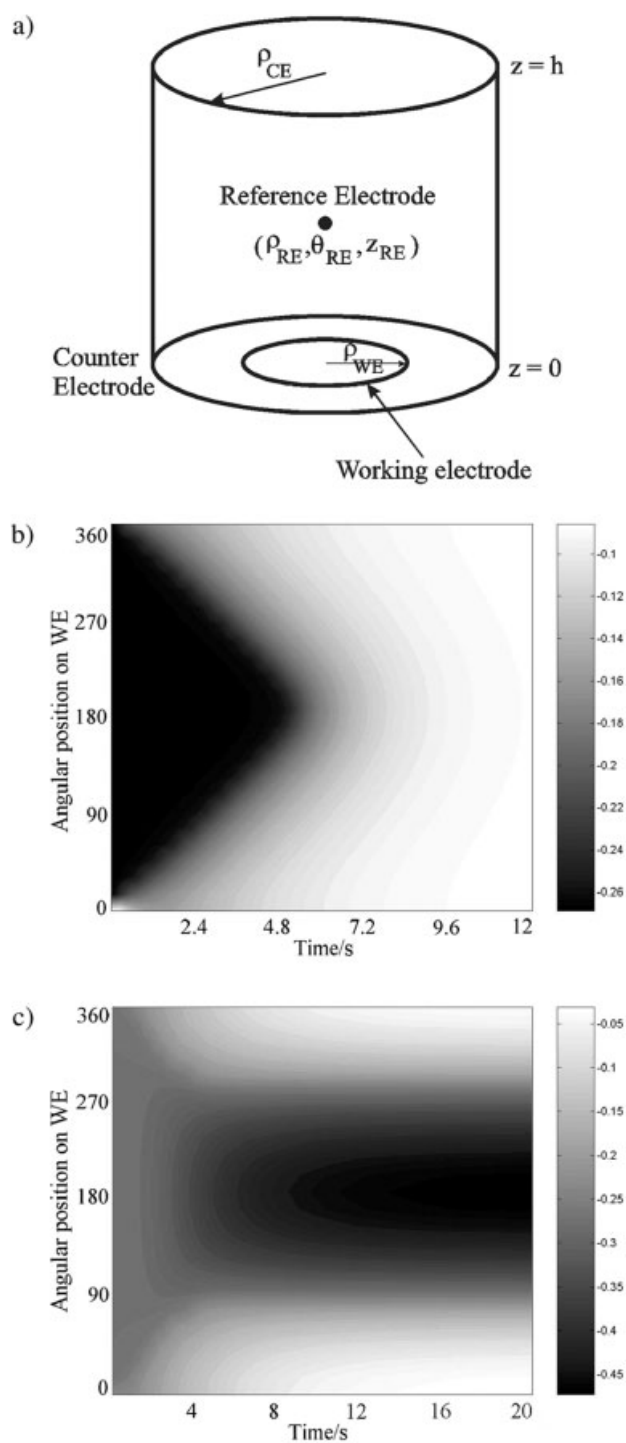 a)
ρCE
z = h
Reference Electrode
(ρRE,θRE,zRE)
Counter
Electrode
ρWE
z = 0
Working electrode
b)
Angular position on WE
360
270
180
90
0
2.4 4.8 7.2 9.6 12
Time/s
-0.1
-0.12
-0.14
-0.16
-0.18
-0.2
-0.22
-0.24
-0.26
c)
Angular position on WE
360
270
180
90
0
4 8 12 16 20
Time/s
-0.05
-0.1
-0.15
-0.2
-0.25
-0.3
-0.35
-0.4
-0.45